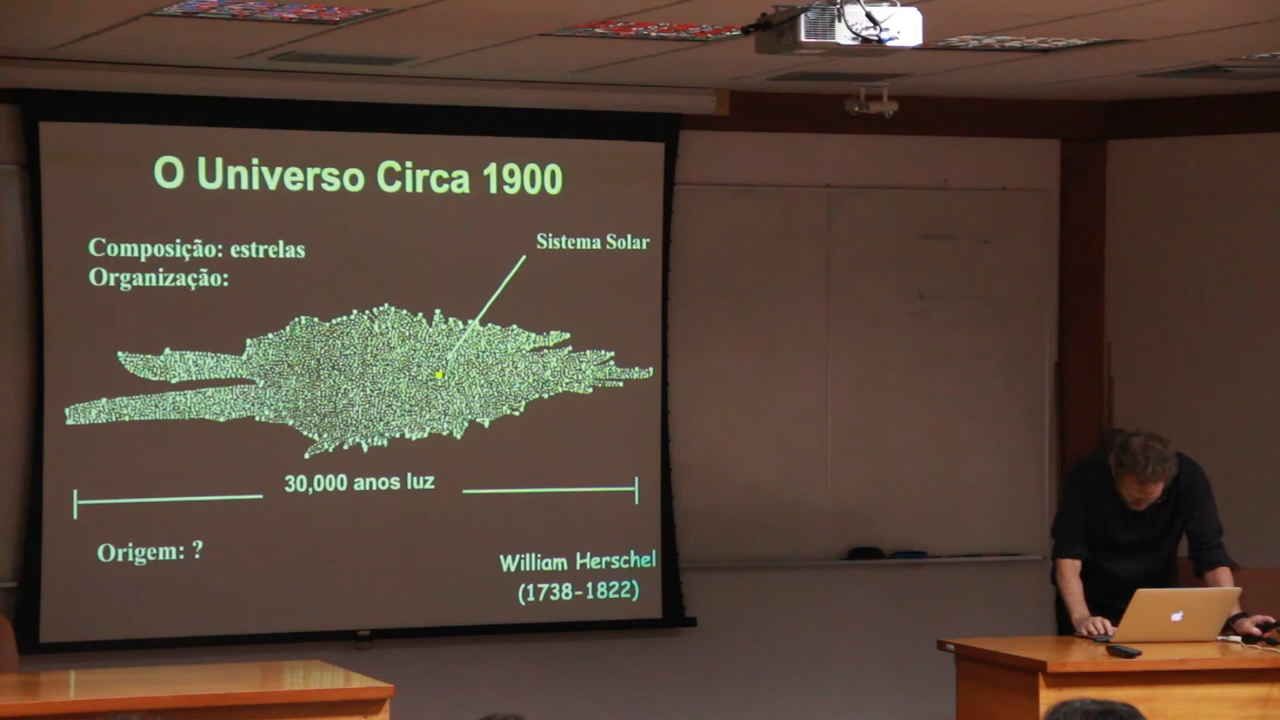 O Universo Circa 1900
Composição: estrelas
Organização:
Sistema Solar
30,000 anos luz
Origem: ?
William Herschel
(1738-1822)